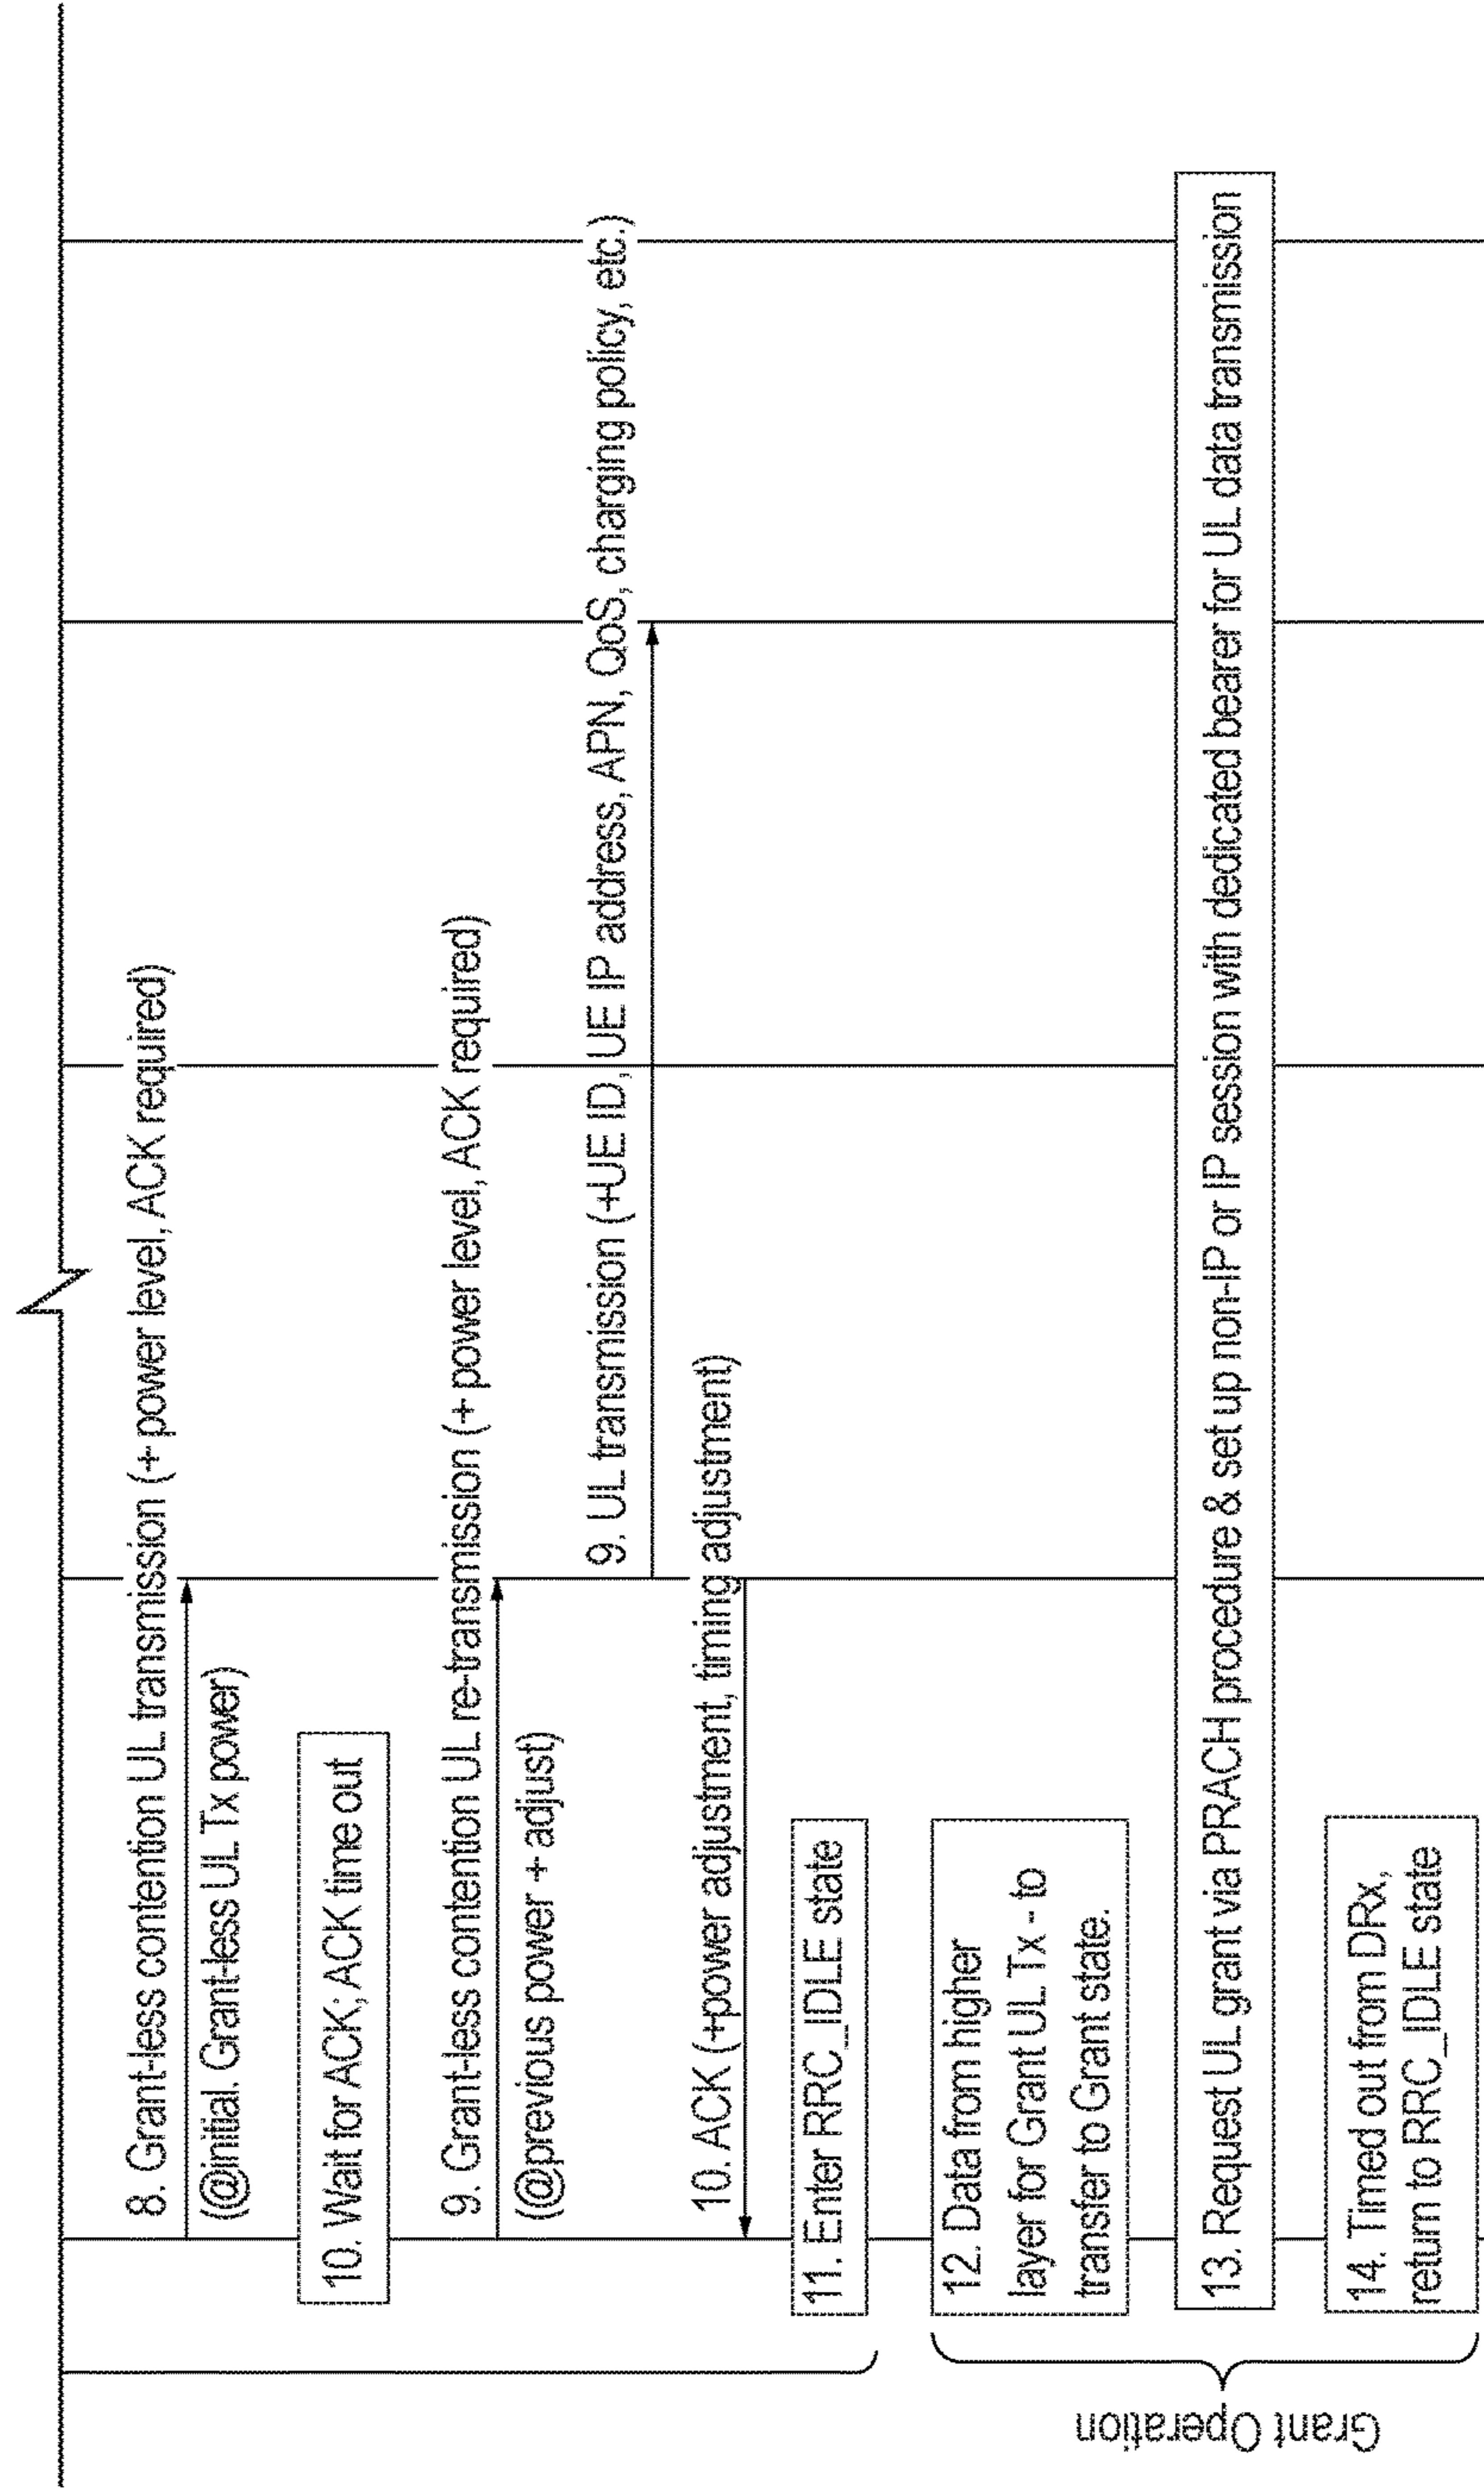 8. Grant-less contention UL transmission (+ power level, ACK required)
(@initial. Grant-less UL Tx power)
10. Wait for ACK; ACK time out
9. Grant-less contention UL re-transmission (+ power level, ACK required)
(@previous power + adjust)
9. UL transmission (+UE ID, UE IP address, APN, QoS, charging policy, etc.)
10. ACK (+power adjustment, timing adjustment)
11. Enter RRC_IDLE state
12. Data from higher
layer for Grant UL Tx - to
transfer to Grant state.
13. Request UL grant via PRACH procedure & set up non-IP or IP session with dedicated bearer for UL data transmission
14. Timed out from DRx,
return to RRC_IDLE state
Grant Operation